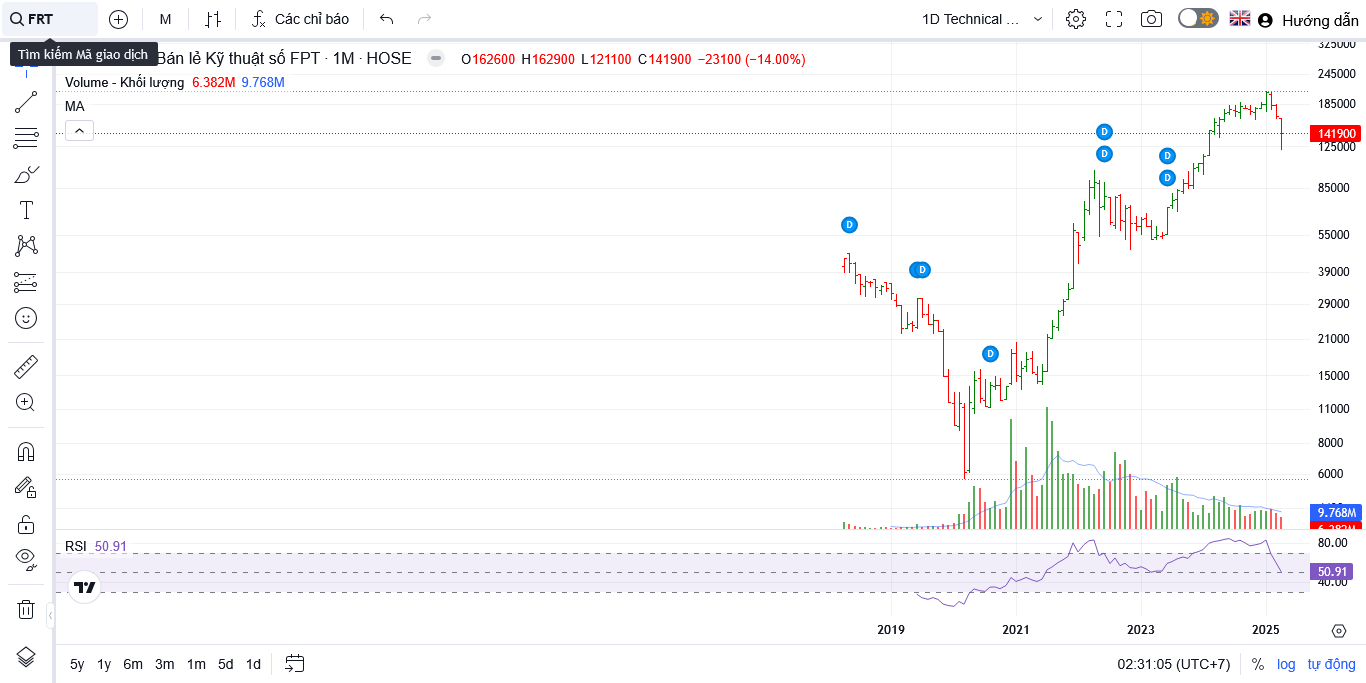 FRT
M
Các chỉ báo
1D Technical ...
Hướng dẫn
Tìm kiếm Mã giao dịch
Bán lẻ Kỹ thuật số FPT · 1M · HOSE
O162600 H162900 L121100 C141900 −23100 (−14.00%)
Volume - Khối lượng 6.382M 9.768M
MA
325000
245000
185000
141900
125000
85000
55000
39000
29000
21000
15000
11000
8000
6000
9.768M
6.382M
D
D
D
D
D
D
D
RSI 50.91
80.00
50.91
40.00
2019 2021 2023 2025
5y 1y 6m 3m 1m 5d 1d
02:31:05 (UTC+7)
% log tự động